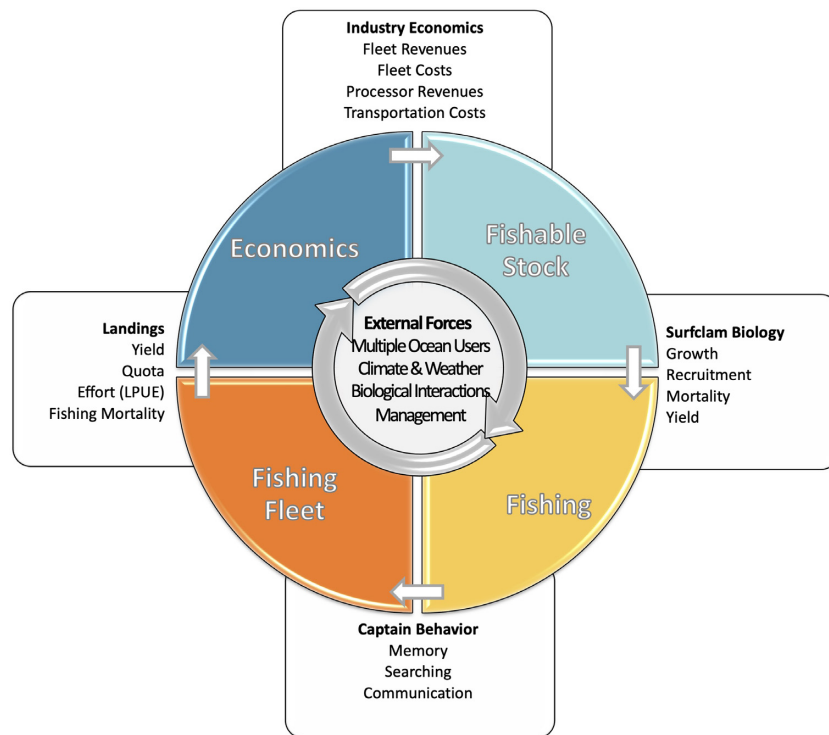 Industry Economics
Fleet Revenues
Fleet Costs
Processor Revenues
Transportation Costs
Economics
Fishable
Stock
External Forces
Multiple Ocean Users
Climate & Weather
Biological Interactions
Management
Landings
Yield
Quota
Effort (LPUE)
Fishing Mortality
Surfclam Biology
Growth
Recruitment
Mortality
Yield
Fishing
Fleet
Fishing
Captain Behavior
Memory
Searching
Communication